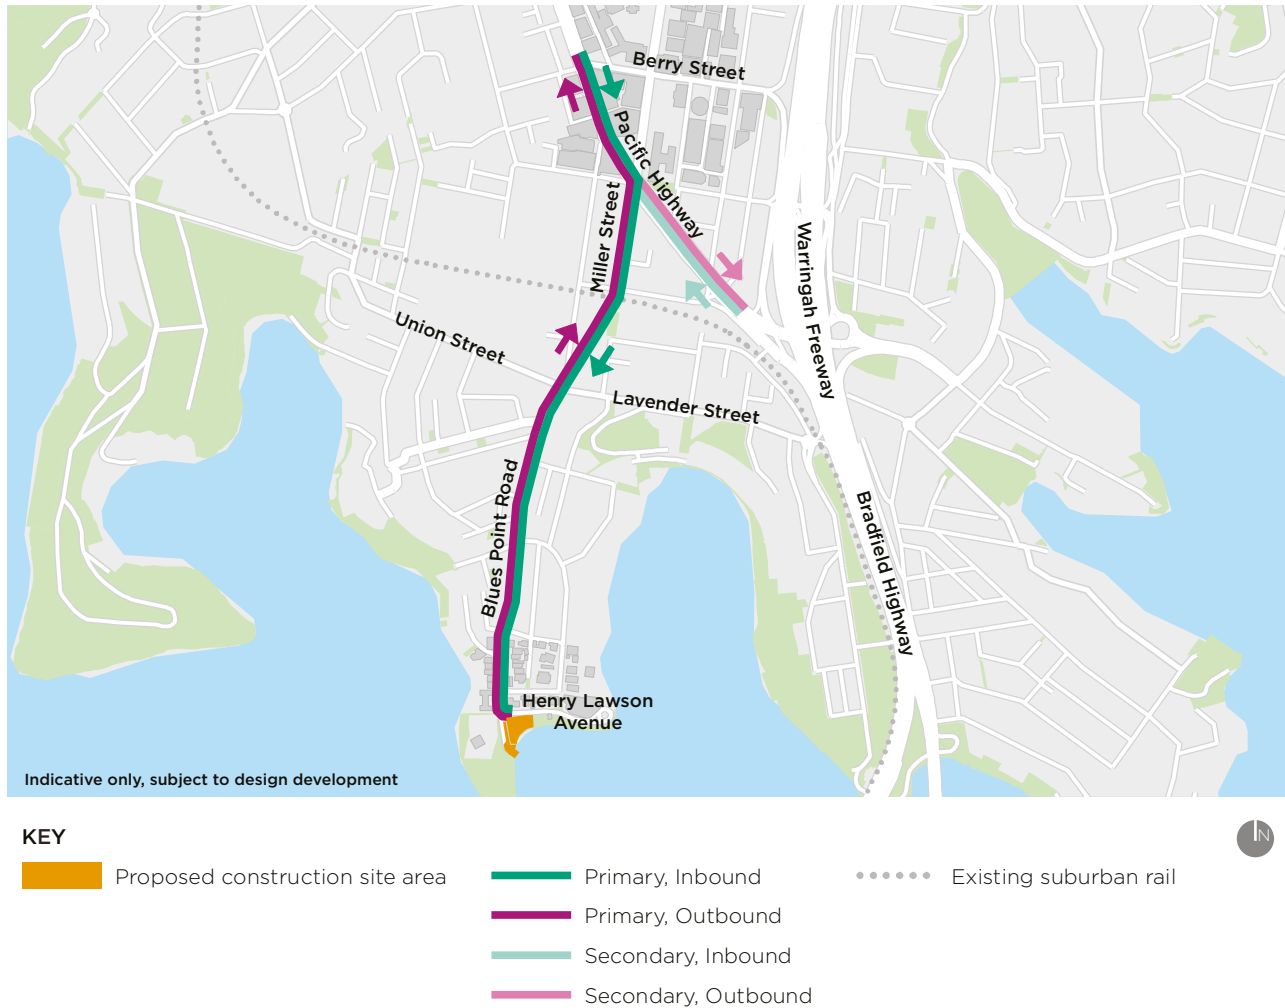 Berry Street
Pacific Highway
Miller Street
Warringah Freeway
Union Street
Lavender Street
Blues Point Road
Bradfield Highway
Henry Lawson
Avenue
Indicative only, subject to design development
KEY
N
Proposed construction site area
Primary, Inbound
Existing suburban rail
Primary, Outbound
Secondary, Inbound
Secondary, Outbound